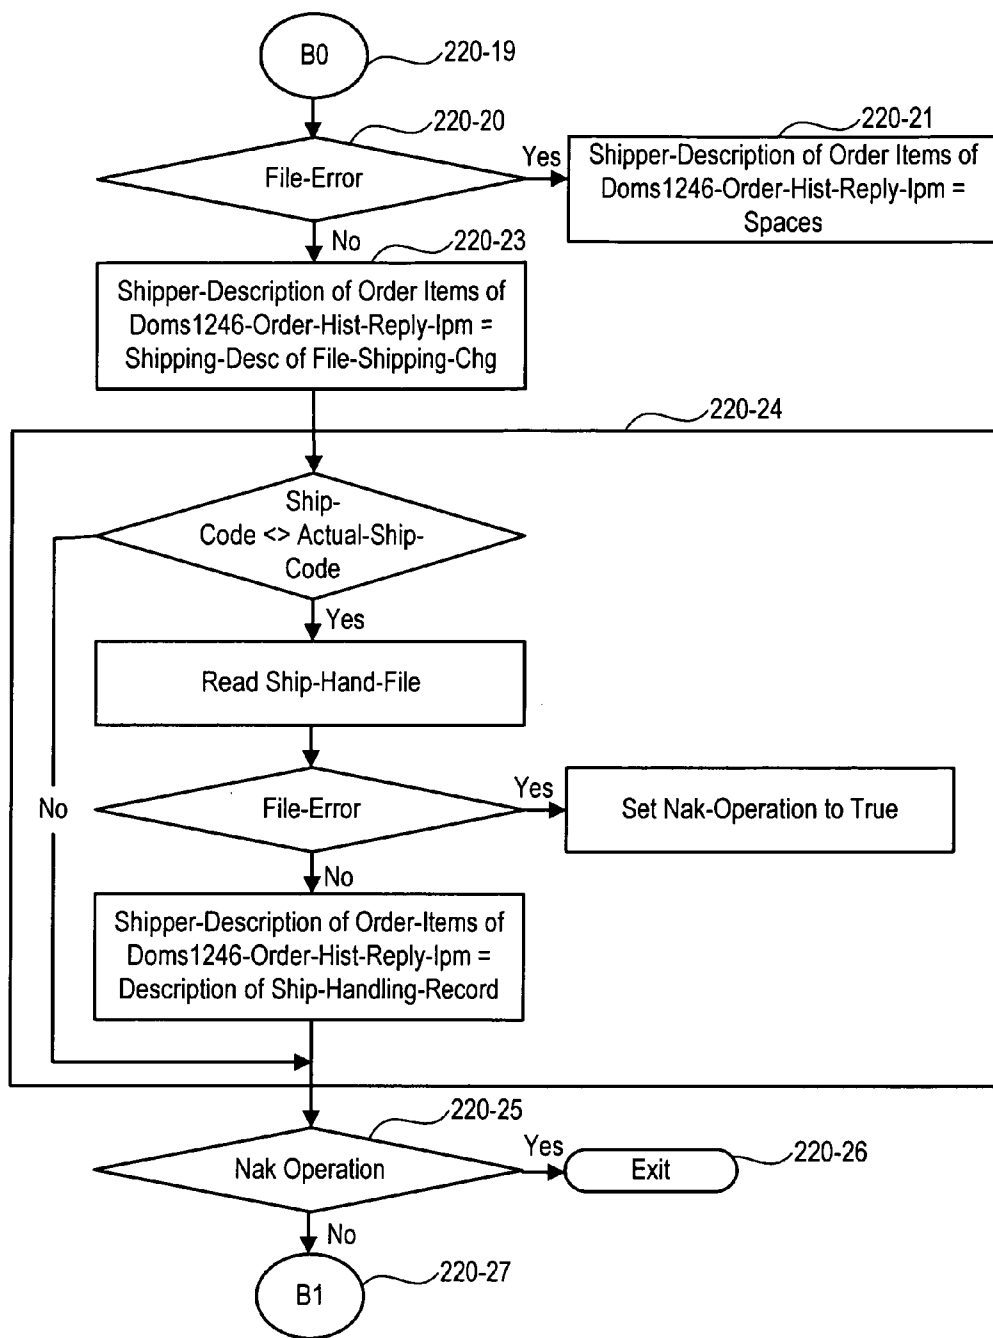 B0
220-19
220-20
File-Error
Yes
220-21
Shipper-Description of Order Items of
Doms1246-Order-Hist-Reply-Ipm =
Spaces
No
220-23
Shipper-Description of Order Items of
Doms1246-Order-Hist-Reply-Ipm =
Shipping-Desc of File-Shipping-Chg
220-24
Ship-
Code <> Actual-Ship-
Code
Yes
Read Ship-Hand-File
No
File-Error
Yes
Set Nak-Operation to True
No
Shipper-Description of Order-Items of
Doms1246-Order-Hist-Reply-Ipm =
Description of Ship-Handling-Record
220-25
Nak Operation
Yes
Exit
220-26
No
B1
220-27